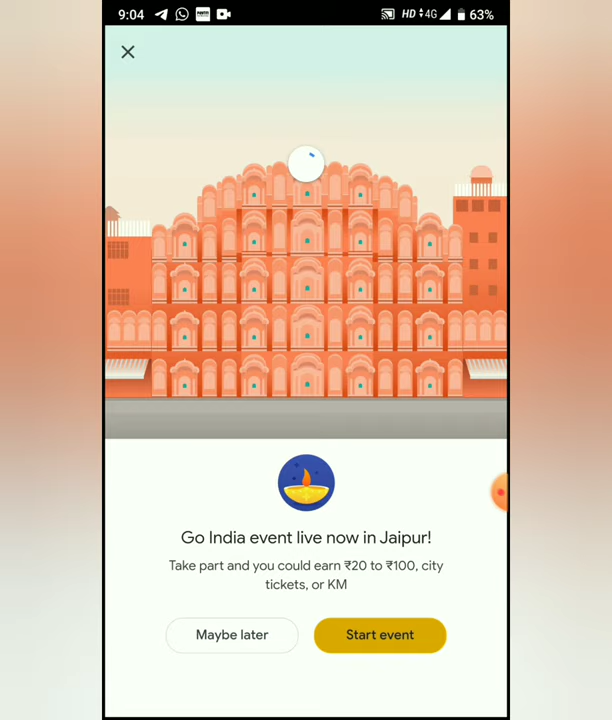 9:04 HD 4G 63%
Go India event live now in Jaipur!
Take part and you could earn ₹20 to ₹100, city
tickets, or KM
Maybe later Start event